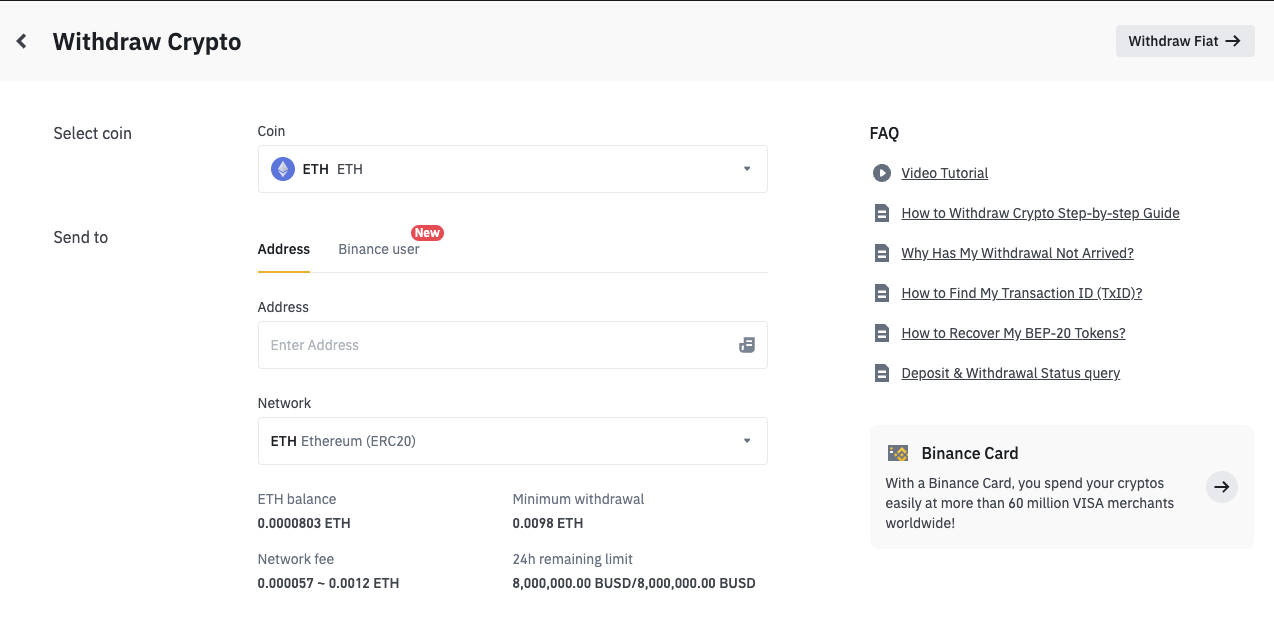 Withdraw Crypto
Withdraw Fiat
Select coin
Coin
ETH ETH
Send to
Address
Binance user
New
Address
Enter Address
Network
ETH Ethereum (ERC20)
ETH balance
0.0000803 ETH
Minimum withdrawal
0.0098 ETH
Network fee
0.000057 ~ 0.0012 ETH
24h remaining limit
8,000,000.00 BUSD/8,000,000.00 BUSD
FAQ
Video Tutorial
How to Withdraw Crypto Step-by-step Guide
Why Has My Withdrawal Not Arrived?
How to Find My Transaction ID (TxID)?
How to Recover My BEP-20 Tokens?
Deposit & Withdrawal Status query
Binance Card
With a Binance Card, you spend your cryptos
easily at more than 60 million VISA merchants
worldwide!